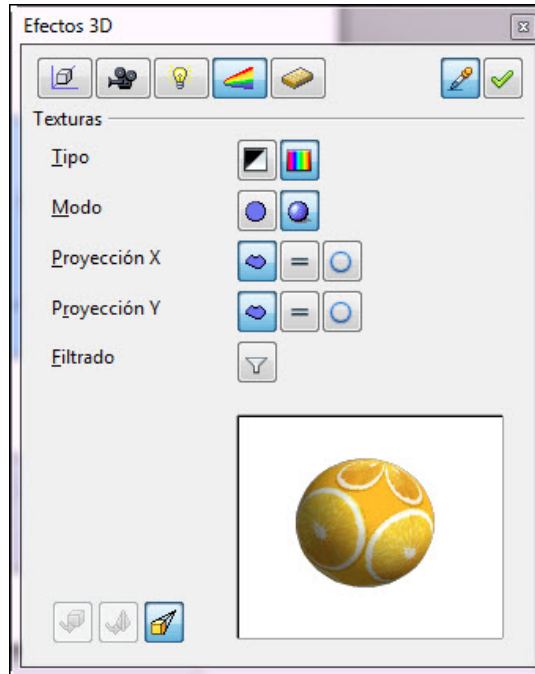 Efectos 3D
Texturas
Tipo
Modo
Proyección X
Proyección Y
Filtrado